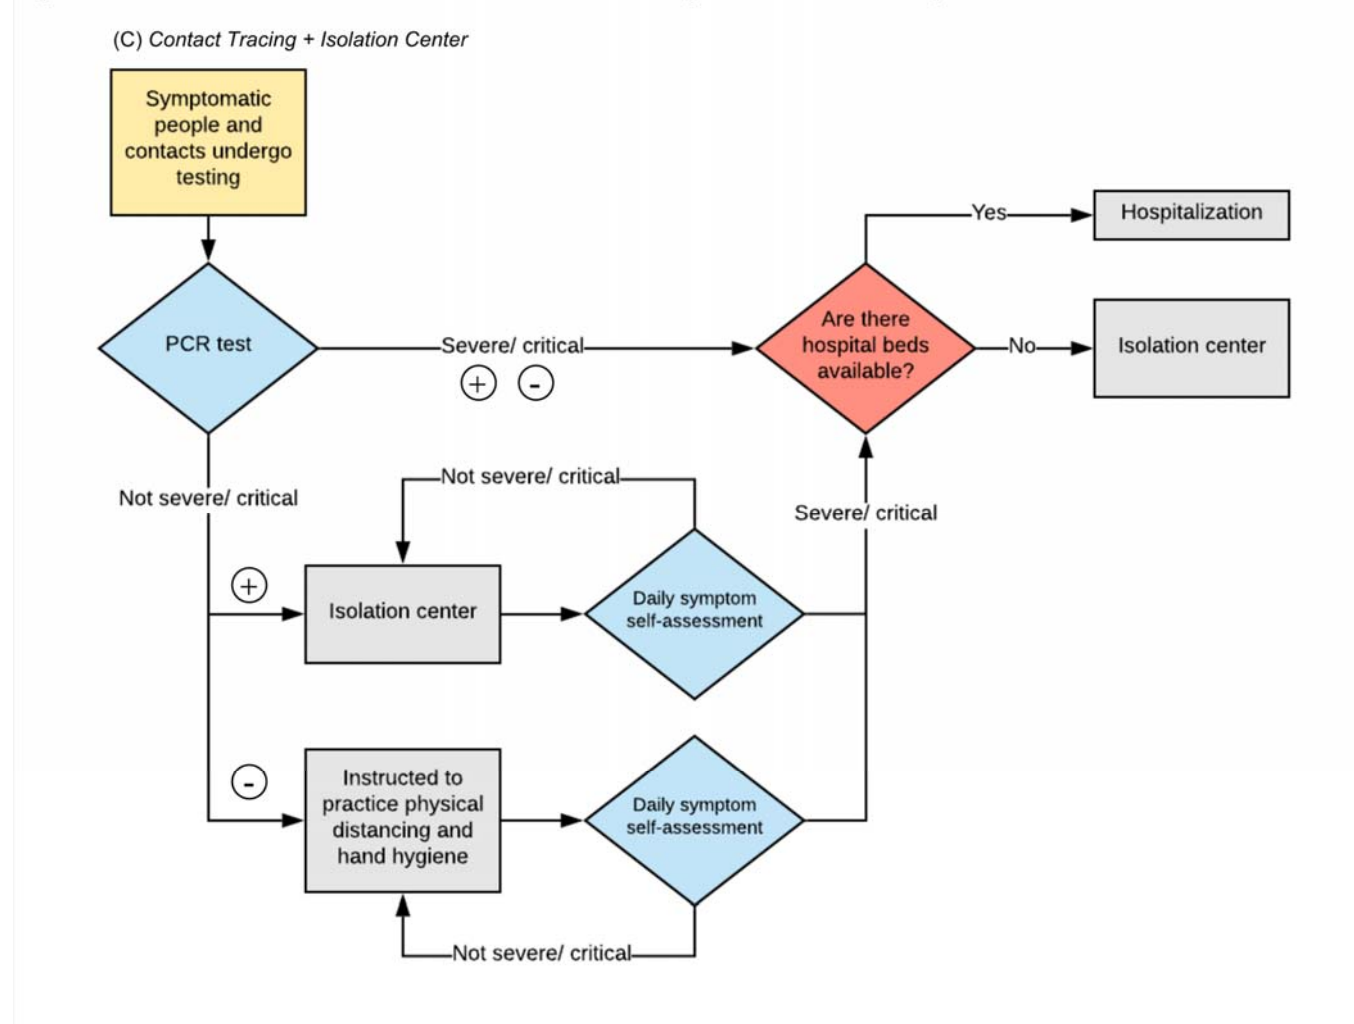 (C) Contact Tracing + Isolation Center
Symptomatic
people and
contacts undergo
testing
PCR test
Severe/ critical
+ -
Are there
hospital beds
available?
Yes
Hospitalization
No
Isolation center
Not severe/ critical
+
Isolation center
Not severe/ critical
Daily symptom
self-assessment
Severe/ critical
-
Instructed to
practice physical
distancing and
hand hygiene
Daily symptom
self-assessment
Not severe/ critical